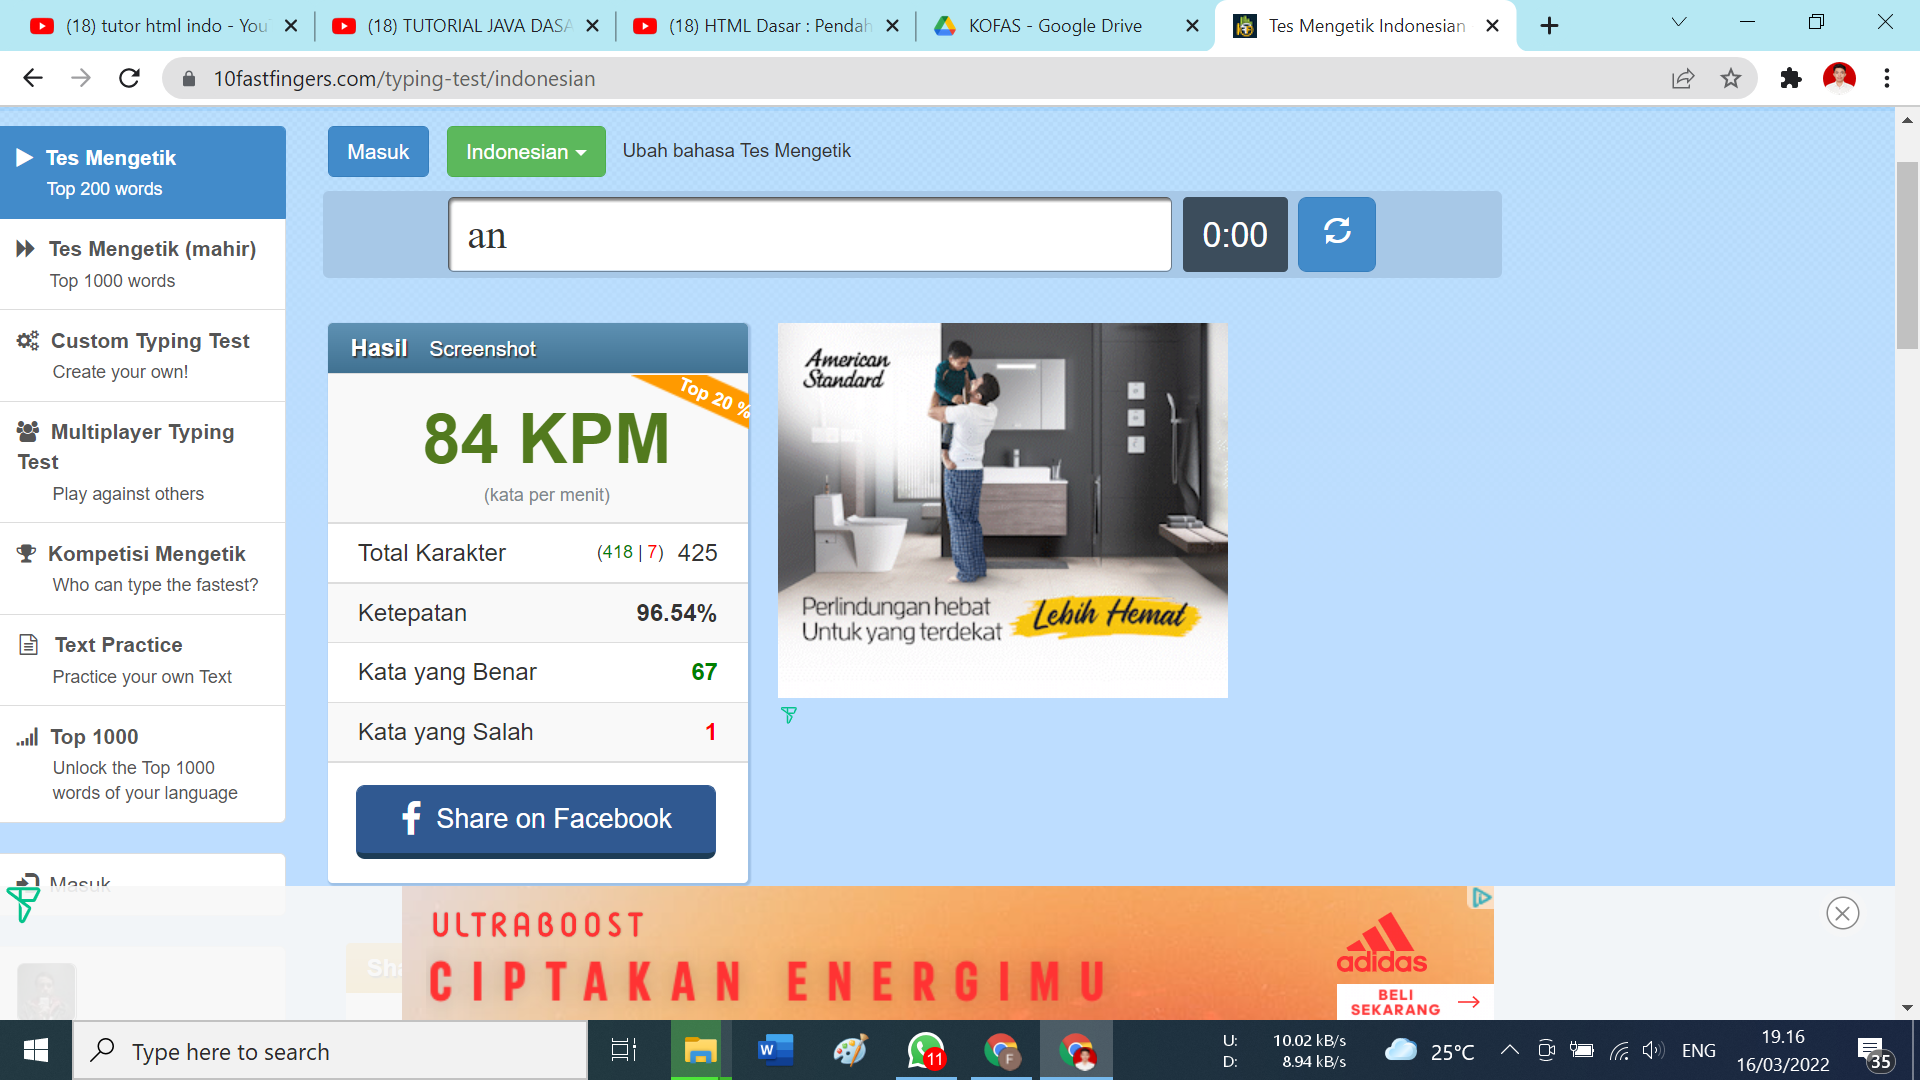 (18) tutor html indo - You
(18) TUTORIAL JAVA DASA
(18) HTML Dasar : Pendah
KOFAS - Google Drive
Tes Mengetik Indonesian
10fastfingers.com/typing-test/indonesian
Tes Mengetik
Top 200 words
Tes Mengetik (mahir)
Top 1000 words
Custom Typing Test
Create your own!
Multiplayer Typing
Test
Play against others
Kompetisi Mengetik
Who can type the fastest?
Text Practice
Practice your own Text
Top 1000
Unlock the Top 1000
words of your language
Masuk
Masuk
Indonesian
Ubah bahasa Tes Mengetik
an
0:00
Hasil Screenshot
Top 20 %
84 KPM
(kata per menit)
Total Karakter (418 | 7) 425
Ketepatan 96.54%
Kata yang Benar 67
Kata yang Salah 1
f Share on Facebook
American
Standard
Perlindungan hebat
Untuk yang terdekat
Lebih Hemat
Sha
ULTRABOOST
CIPTAKAN ENERGIMU
adidas
BELI
SEKARANG
Type here to search
W
11
F
U: 10.02 kB/s
D: 8.94 kB/s
25°C
ENG
19.16
16/03/2022
35